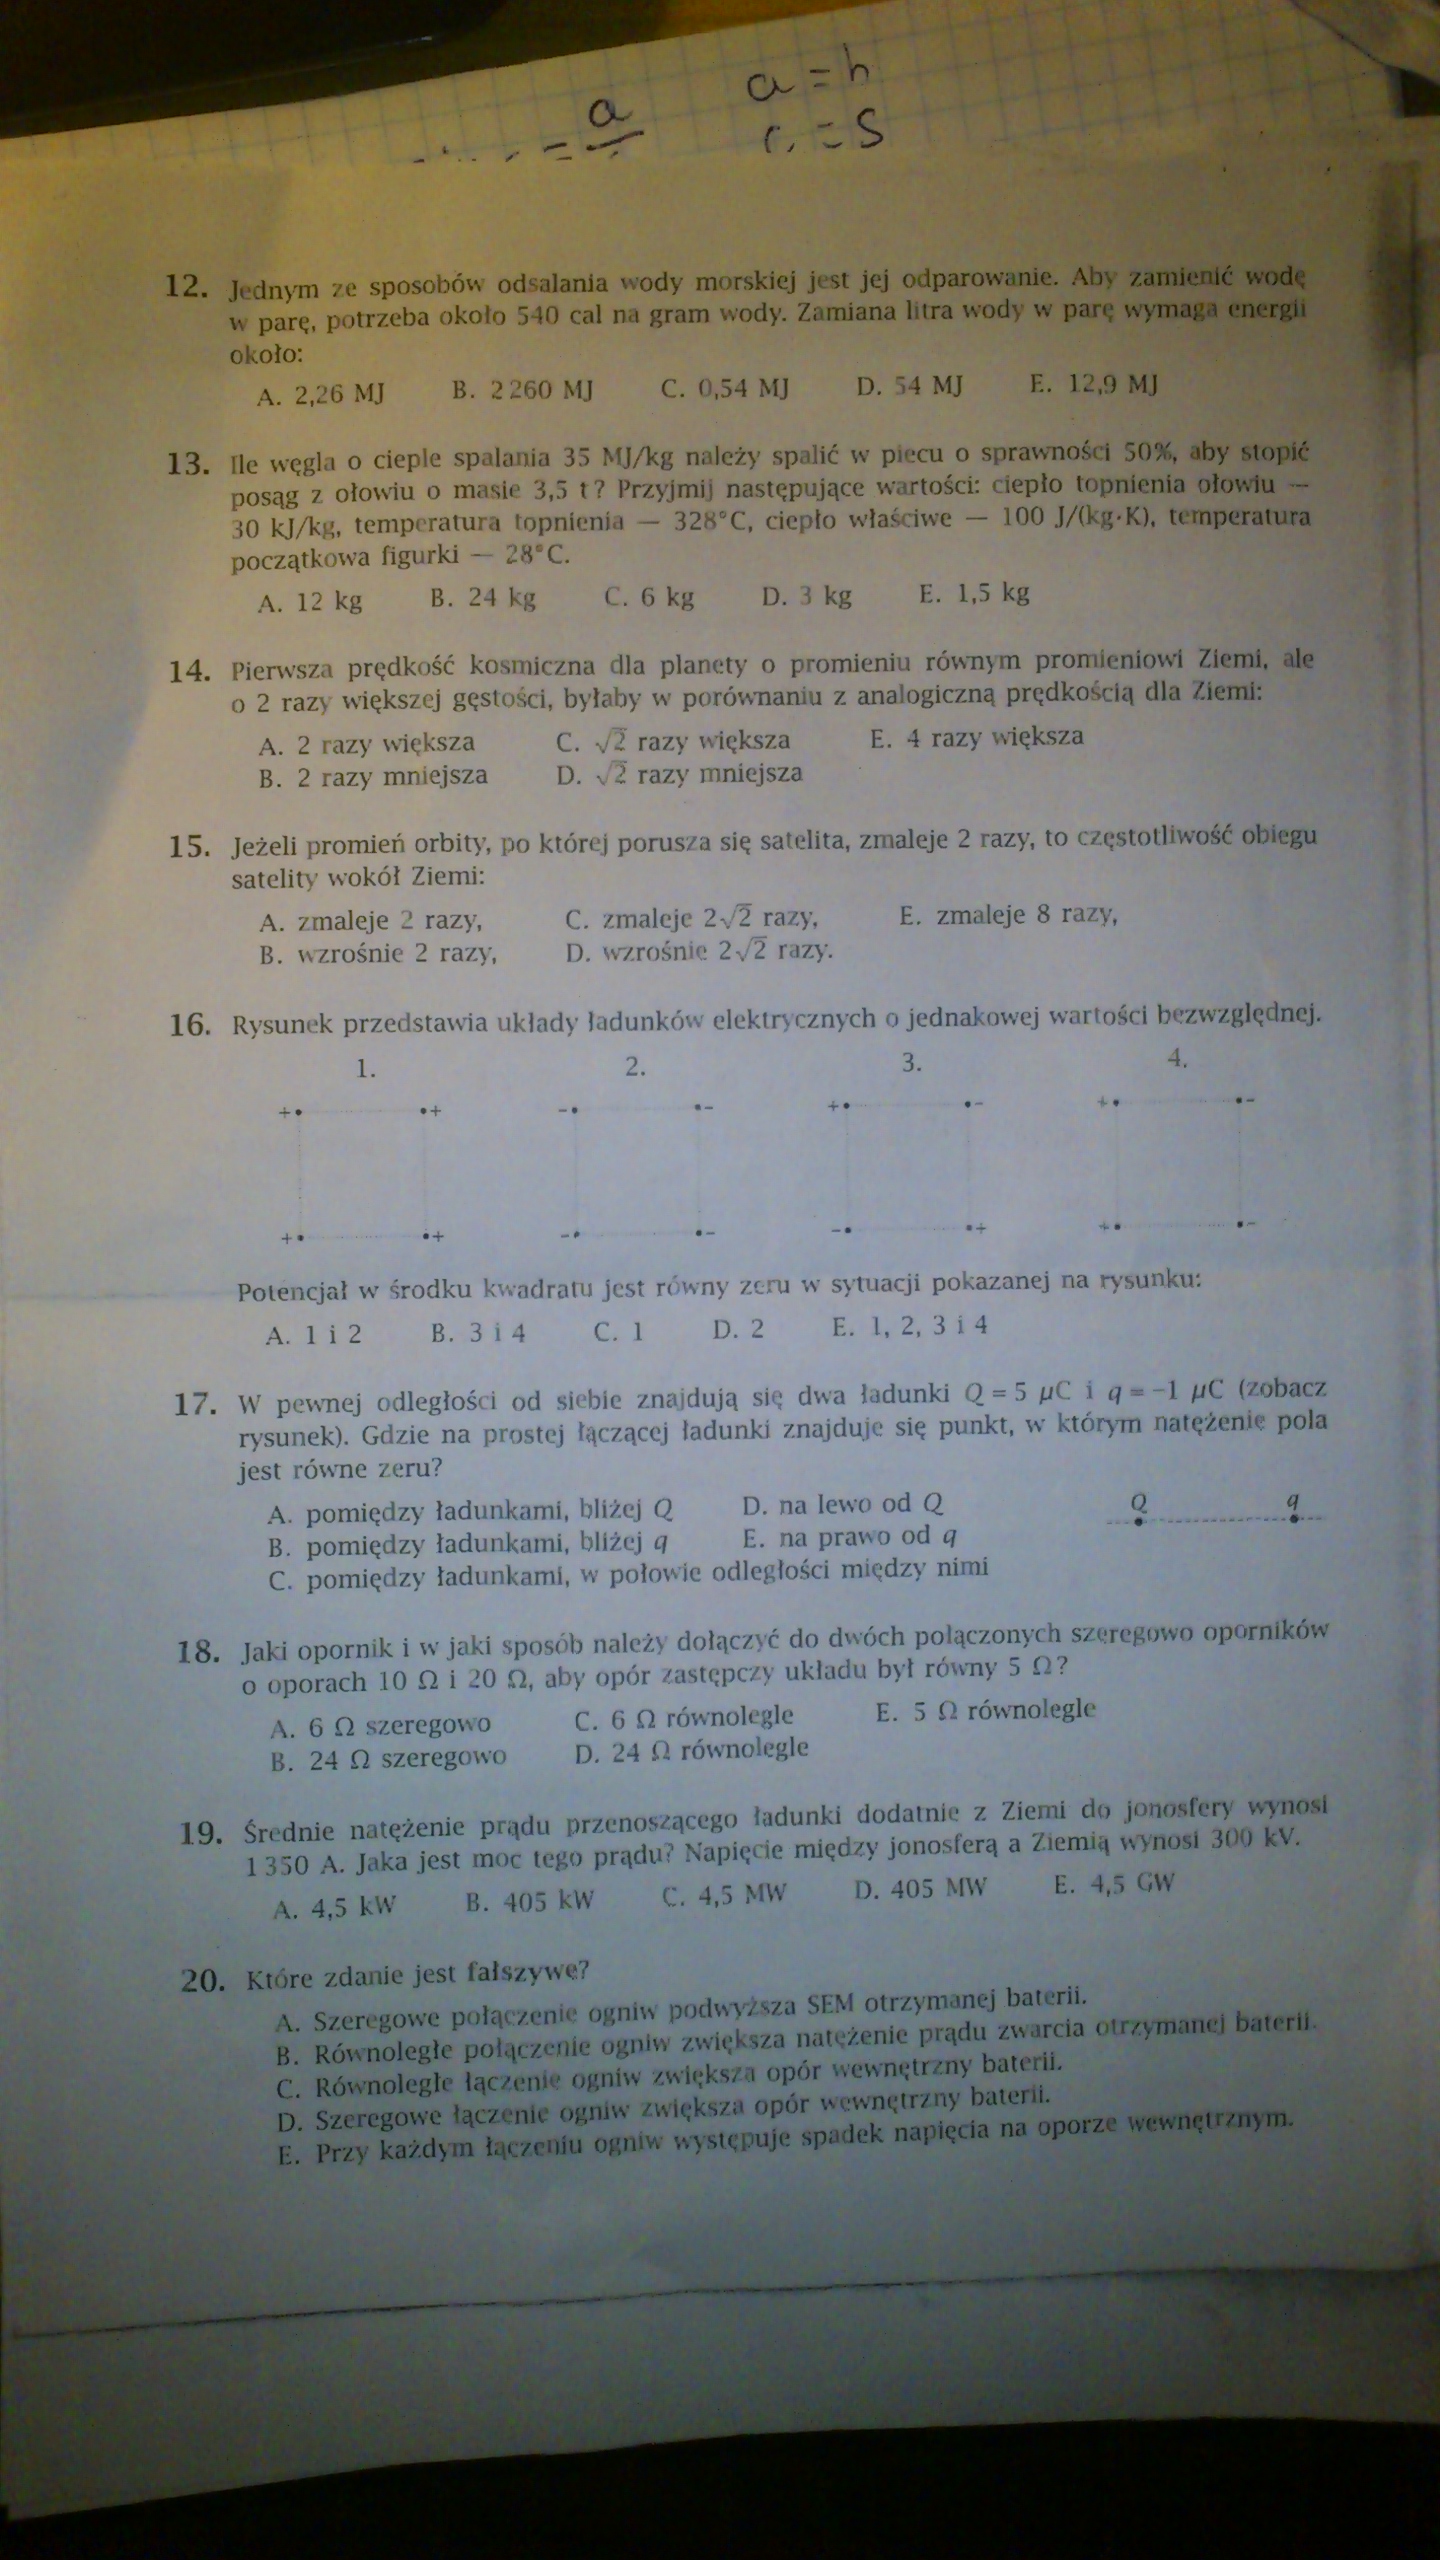 a = h
= a
= S
12. Jednym ze sposobów odsalania wody morskiej jest jej odparowanie. Aby zamienić wodę
w parę, potrzeba około 540 cal na gram wody. Zamiana litra wody w parę wymaga energii
około:
A. 2,26 MJ B. 2 260 MJ C. 0,54 MJ D. 54 MJ E. 12,9 MJ
13. Ile węgla o cieple spalania 35 MJ/kg należy spalić w piecu o sprawności 50%, aby stopić
posąg z ołowiu o masie 3,5 t? Przyjmij następujące wartości: ciepło topnienia ołowiu —
30 kJ/kg, temperatura topnienia — 328°C, ciepło właściwe — 100 J/(kg·K), temperatura
początkowa figurki — 28°C.
A. 12 kg B. 24 kg C. 6 kg D. 3 kg E. 1,5 kg
14. Pierwsza prędkość kosmiczna dla planety o promieniu równym promieniowi Ziemi, ale
o 2 razy większej gęstości, byłaby w porównaniu z analogiczną prędkością dla Ziemi:
A. 2 razy większa C. √2 razy większa E. 4 razy większa
B. 2 razy mniejsza D. √2 razy mniejsza
15. Jeżeli promień orbity, po której porusza się satelita, zmaleje 2 razy, to częstotliwość obiegu
satelity wokół Ziemi:
A. zmaleje 2 razy, C. zmaleje 2√2 razy, E. zmaleje 8 razy,
B. wzrośnie 2 razy, D. wzrośnie 2√2 razy.
16. Rysunek przedstawia układy ładunków elektrycznych o jednakowej wartości bezwzględnej.
1. 2. 3. 4.
+• •+ -• •- +• •- +• •-
+• •+ -• •- -• •+ +• •-
Potencjał w środku kwadratu jest równy zeru w sytuacji pokazanej na rysunku:
A. 1 i 2 B. 3 i 4 C. 1 D. 2 E. 1, 2, 3 i 4
17. W pewnej odległości od siebie znajdują się dwa ładunki Q = 5 µC i q = -1 µC (zobacz
rysunek). Gdzie na prostej łączącej ładunki znajduje się punkt, w którym natężenie pola
jest równe zeru?
A. pomiędzy ładunkami, bliżej Q D. na lewo od Q Q q
B. pomiędzy ładunkami, bliżej q E. na prawo od q
C. pomiędzy ładunkami, w połowie odległości między nimi
18. Jaki opornik i w jaki sposób należy dołączyć do dwóch połączonych szeregowo oporników
o oporach 10 Ω i 20 Ω, aby opór zastępczy układu był równy 5 Ω?
A. 6 Ω szeregowo C. 6 Ω równolegle E. 5 Ω równolegle
B. 24 Ω szeregowo D. 24 Ω równolegle
19. Średnie natężenie prądu przenoszącego ładunki dodatnie z Ziemi do jonosfery wynosi
1 350 A. Jaka jest moc tego prądu? Napięcie między jonosferą a Ziemią wynosi 300 kV.
A. 4,5 kW B. 405 kW C. 4,5 MW D. 405 MW E. 4,5 GW
20. Które zdanie jest fałszywe?
A. Szeregowe połączenie ogniw podwyższa SEM otrzymanej baterii.
B. Równoległe połączenie ogniw zwiększa natężenie prądu zwarcia otrzymanej baterii.
C. Równoległe łączenie ogniw zwiększa opór wewnętrzny baterii.
D. Szeregowe łączenie ogniw zwiększa opór wewnętrzny baterii.
E. Przy każdym łączeniu ogniw występuje spadek napięcia na oporze wewnętrznym.